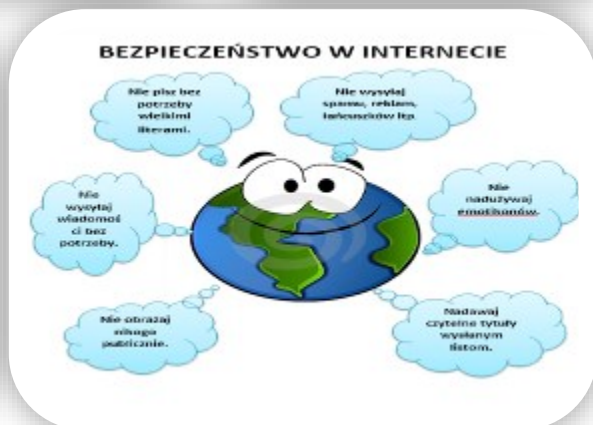 BEZPIECZEŃSTWO W INTERNECIE
Nie pisz bez
potrzeby
wielkimi
literami.
Nie wysyłaj
spamu, reklam,
łańcuszków itp
Nie
wysyłaj
wiadomoś
ci bez
potrzeby.
Nie
nadużywaj
emotikonów.
Nie obrażaj
nikogo
publicznie.
Nadawaj
czytelne tytuły
wysłanym
listom.